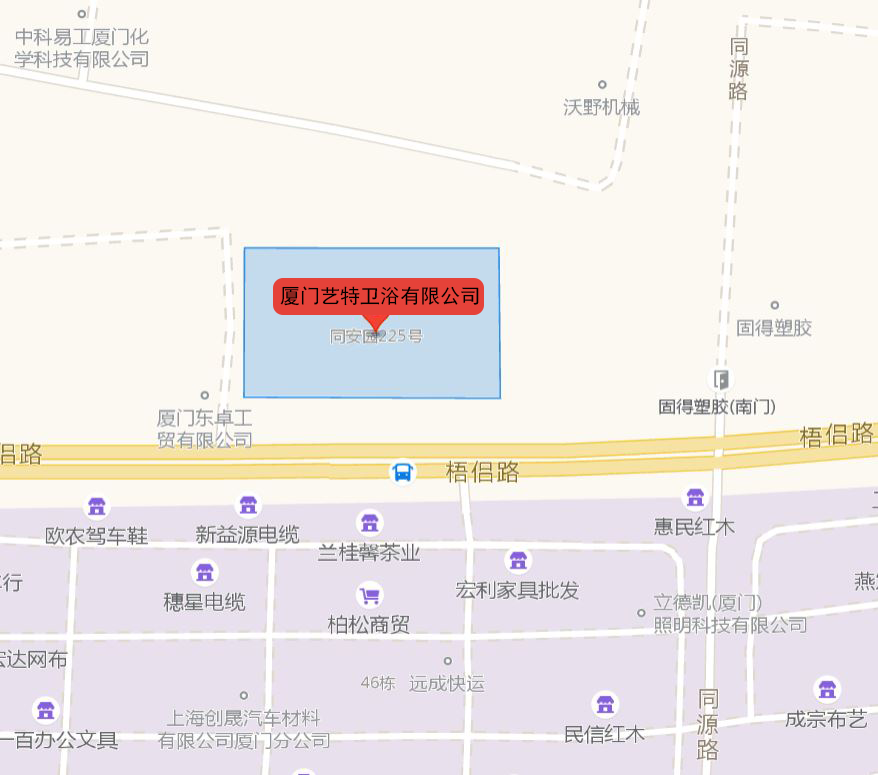 中科易工厦门化
学科技有限公司
同
源
路
沃野机械
厦门艺特卫浴有限公司
同安园225号
固得塑胶
固得塑胶(南门)
厦门东卓工
贸有限公司
梧侣路
侣路
梧侣路
欧农驾车鞋
新益源电缆
兰桂馨茶业
惠民红木
穗星电缆
宏利家具批发
柏松商贸
立德凯(厦门)
照明科技有限公司
行
达网布
46栋
远成快运
上海创晟汽车材料
有限公司厦门分公司
一百办公文具
民信红木
同
源
路
成宗布艺